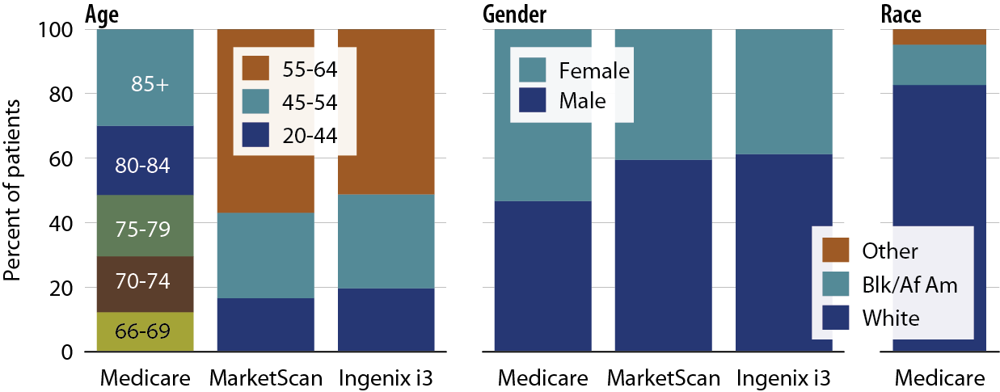 Age
Gender
Race
Percent of patients
100
80
60
40
20
0
85+
80-84
75-79
70-74
66-69
55-64
45-54
20-44
Female
Male
Other
Blk/Af Am
White
Medicare
MarketScan
Ingenix i3
Medicare
MarketScan
Ingenix i3
Medicare